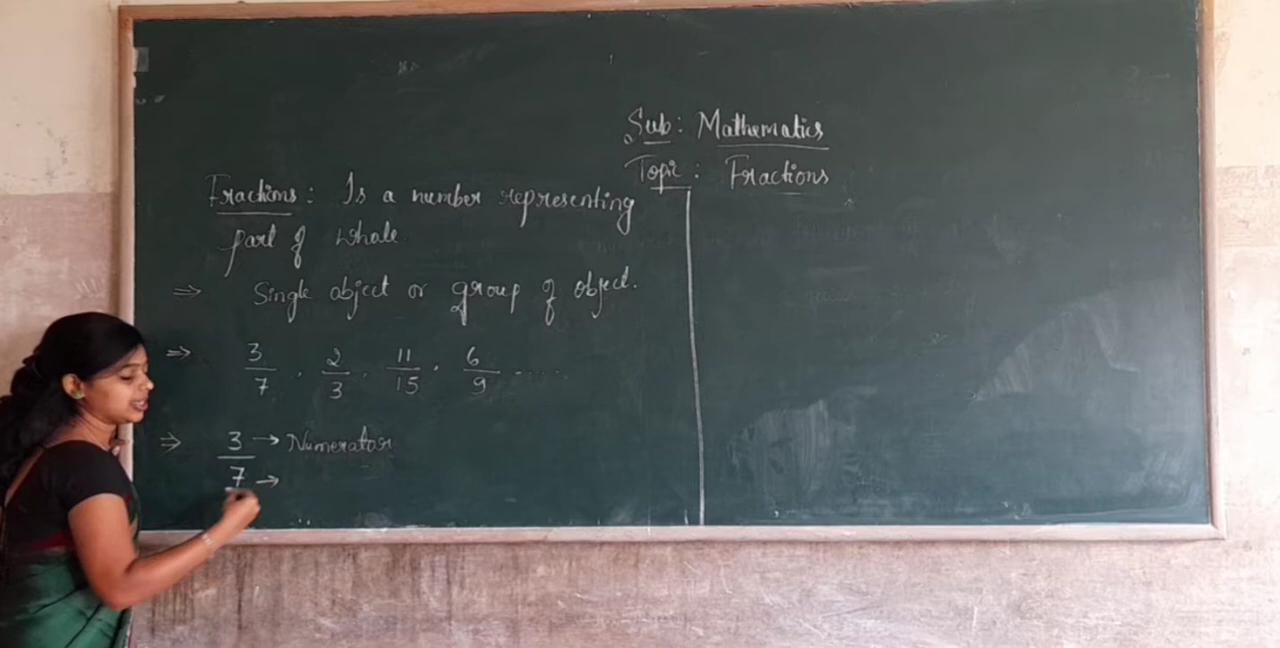 Sub: Mathematics
Topic: Fractions
Fractions: Is a number representing
part of whole
⇒ Single object or group of object.
⇒ 3/7, 2/3, 11/15, 6/9 .....
⇒ 3 → Numerator
7 →